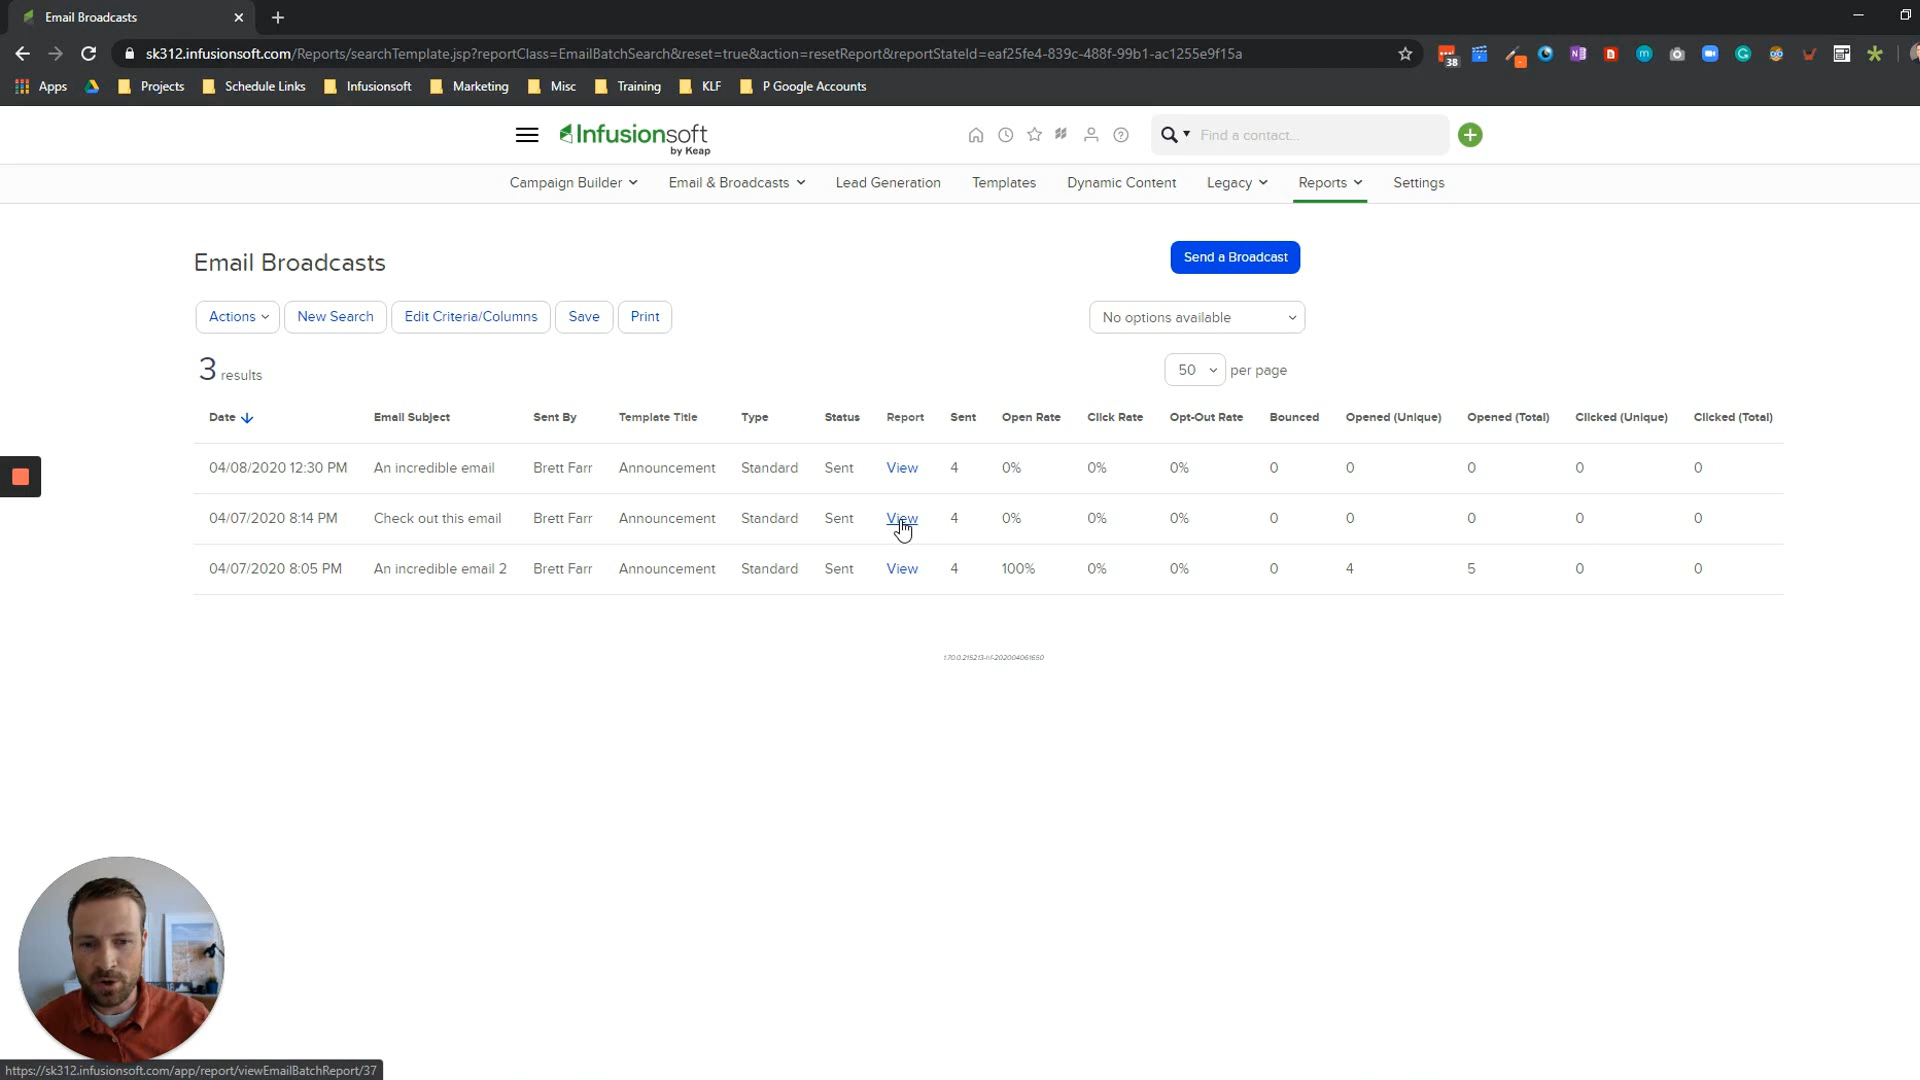 Email Broadcasts
sk312.infusionsoft.com/Reports/searchTemplate.jsp?reportClass=EmailBatchSearch&reset=true&action=resetReport&reportStateId=eaf25fe4-839c-488f-99b1-ac1255e9f15a
38
Apps Projects Schedule Links Infusionsoft Marketing Misc Training KLF P Google Accounts
Infusionsoft
by Keap
Find a contact...
Campaign Builder Email & Broadcasts Lead Generation Templates Dynamic Content Legacy Reports Settings
Email Broadcasts
Send a Broadcast
Actions New Search Edit Criteria/Columns Save Print
No options available
3 results
50 per page
Date Email Subject Sent By Template Title Type Status Report Sent Open Rate Click Rate Opt-Out Rate Bounced Opened (Unique) Opened (Total) Clicked (Unique) Clicked (Total)
04/08/2020 12:30 PM An incredible email Brett Farr Announcement Standard Sent View 4 0% 0% 0% 0 0 0 0 0
04/07/2020 8:14 PM Check out this email Brett Farr Announcement Standard Sent View 4 0% 0% 0% 0 0 0 0 0
04/07/2020 8:05 PM An incredible email 2 Brett Farr Announcement Standard Sent View 4 100% 0% 0% 0 4 5 0 0
https://sk312.infusionsoft.com/app/report/viewEmailBatchReport/37